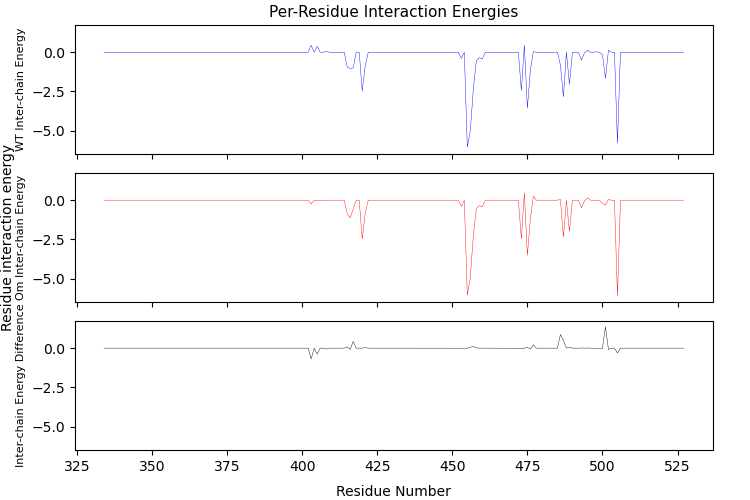 Per-Residue Interaction Energies
Residue interaction energy
WT Inter-chain Energy
0.0
−2.5
−5.0
Om Inter-chain Energy
0.0
−2.5
−5.0
Inter-chain Energy Difference
0.0
−2.5
−5.0
325 350 375 400 425 450 475 500 525
Residue Number